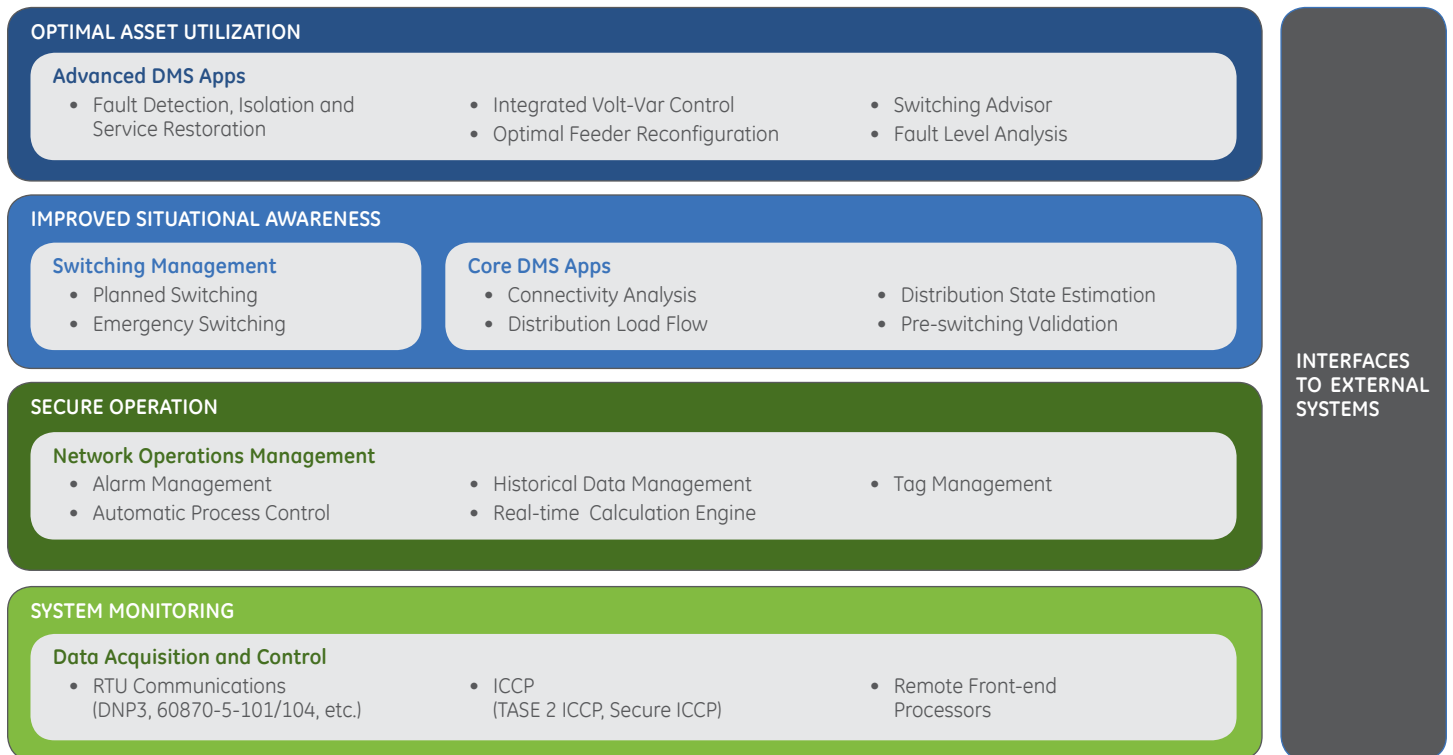 OPTIMAL ASSET UTILIZATION
Advanced DMS Apps
• Fault Detection, Isolation and
Service Restoration
• Integrated Volt-Var Control
• Optimal Feeder Reconfiguration
• Switching Advisor
• Fault Level Analysis
IMPROVED SITUATIONAL AWARENESS
Switching Management
• Planned Switching
• Emergency Switching
Core DMS Apps
• Connectivity Analysis
• Distribution Load Flow
• Distribution State Estimation
• Pre-switching Validation
SECURE OPERATION
Network Operations Management
• Alarm Management
• Automatic Process Control
• Historical Data Management
• Real-time Calculation Engine
• Tag Management
SYSTEM MONITORING
Data Acquisition and Control
• RTU Communications
(DNP3, 60870-5-101/104, etc.)
• ICCP
(TASE 2 ICCP, Secure ICCP)
• Remote Front-end
Processors
INTERFACES
TO EXTERNAL
SYSTEMS